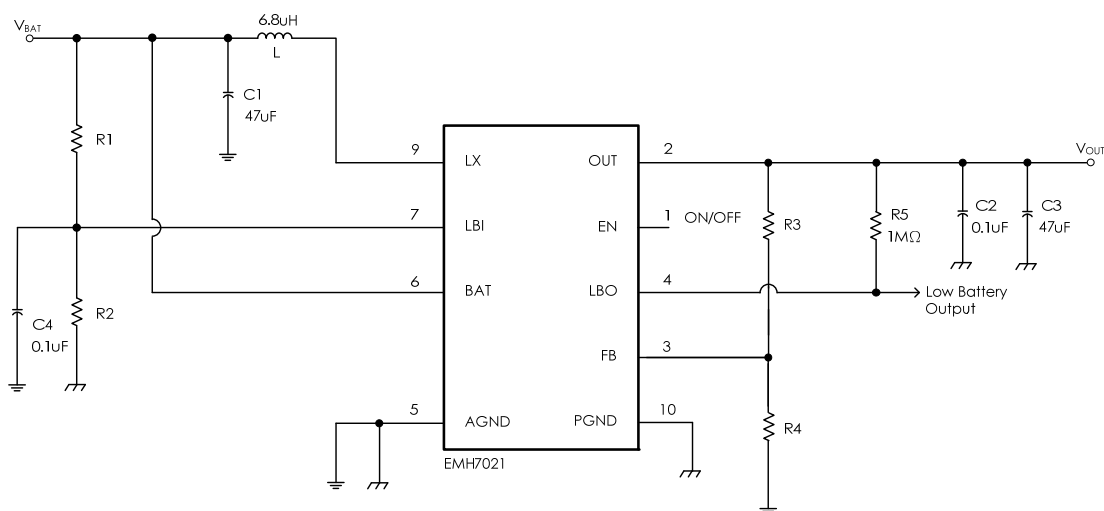 V_BAT
6.8uH
L
C1
47uF
R1
9
LX
OUT
2
V_OUT
7
LBI
EN
1
ON/OFF
R3
R5
1MΩ
C2
0.1uF
C3
47uF
6
BAT
LBO
4
Low Battery
Output
C4
0.1uF
R2
FB
3
5
AGND
PGND
10
R4
EMH7021